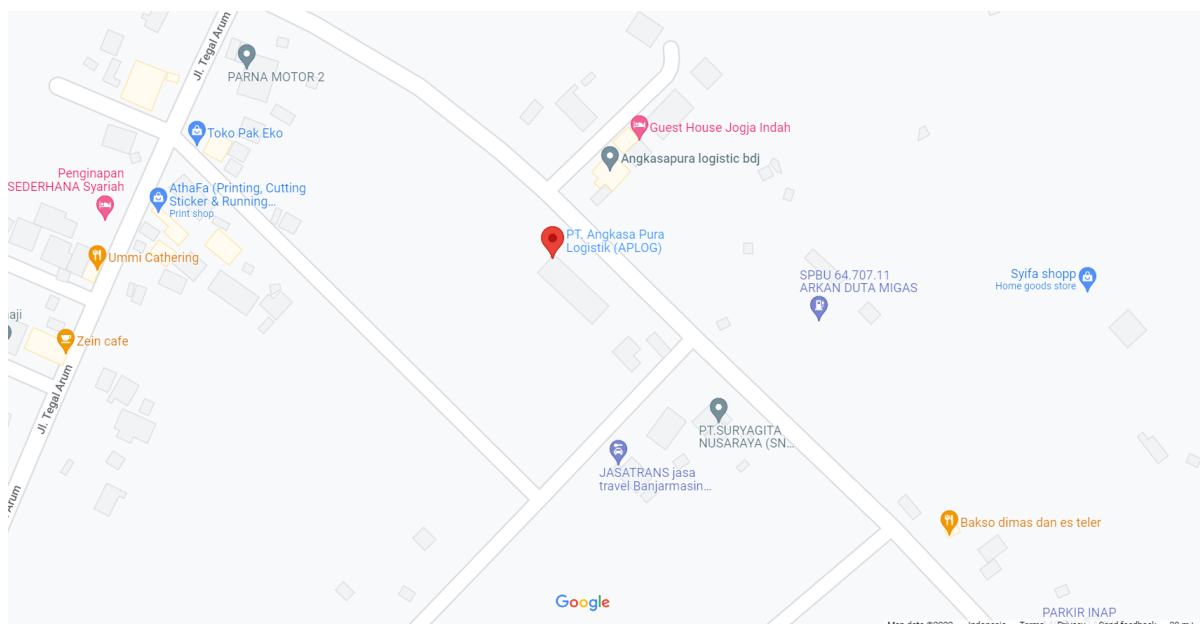 Jl. Tegal Arum
PARNA MOTOR 2
Toko Pak Eko
Guest House Jogja Indah
Angkasapura logistic bdj
Penginapan
SEDERHANA Syariah
AthaFa (Printing, Cutting
Sticker & Running...
Print shop
PT. Angkasa Pura
Logistik (APLOG)
Ummi Cathering
SPBU 64.707.11
ARKAN DUTA MIGAS
Syifa shopp
Home goods store
aji
Zein cafe
Jl. Tegal Arum
PT.SURYAGITA
NUSARAYA (SN...
JASATRANS jasa
travel Banjarmasin...
Arum
Bakso dimas dan es teler
Google
PARKIR INAP